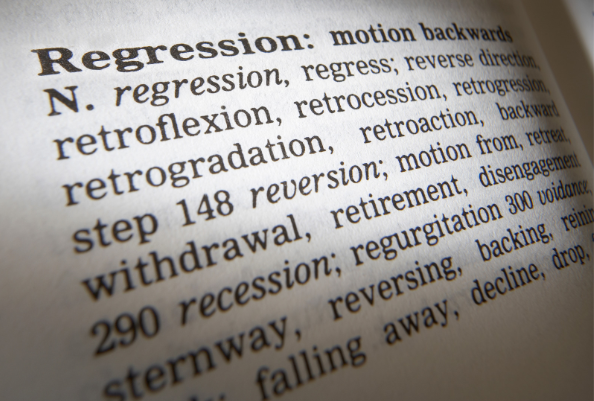 Regression: motion backwards
N. regression, regress; reverse direction,
retroflexion, retrocession, retrogression,
retrogradation, retroaction, backward
step 148 reversion; motion from, retreat,
withdrawal, retirement, disengagement
290 recession; regurgitation 300 voidance,
sternway, reversing, backing, reining
falling away, decline, drop,